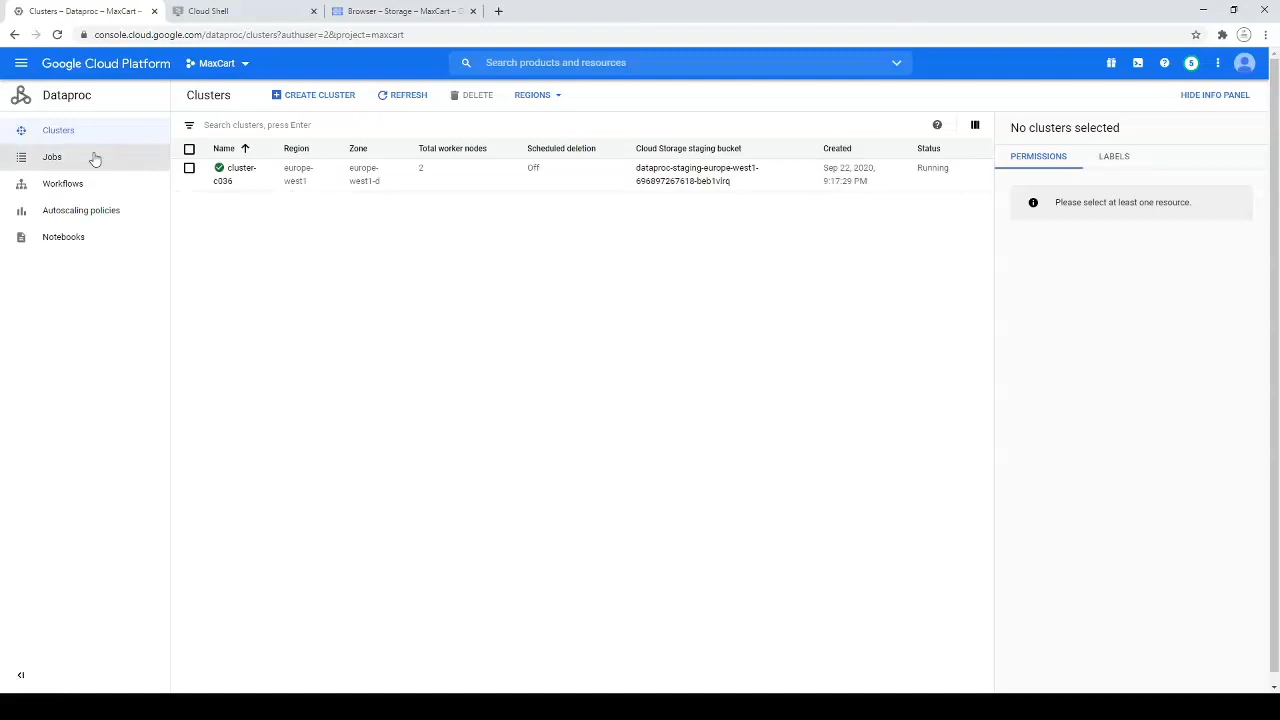 Clusters – Dataproc – MaxCart –
Cloud Shell
Browser – Storage – MaxCart – G
console.cloud.google.com/dataproc/clusters?authuser=2&project=maxcart
Google Cloud Platform
MaxCart
Search products and resources
5
Dataproc
Clusters
CREATE CLUSTER
REFRESH
DELETE
REGIONS
HIDE INFO PANEL
Clusters
Jobs
Workflows
Autoscaling policies
Notebooks
Search clusters, press Enter
Name
Region
Zone
Total worker nodes
Scheduled deletion
Cloud Storage staging bucket
Created
Status
cluster-
c036
europe-
west1
europe-
west1-d
2
Off
dataproc-staging-europe-west1-
696897267618-beb1vlrq
Sep 22, 2020,
9:17:29 PM
Running
No clusters selected
PERMISSIONS
LABELS
Please select at least one resource.